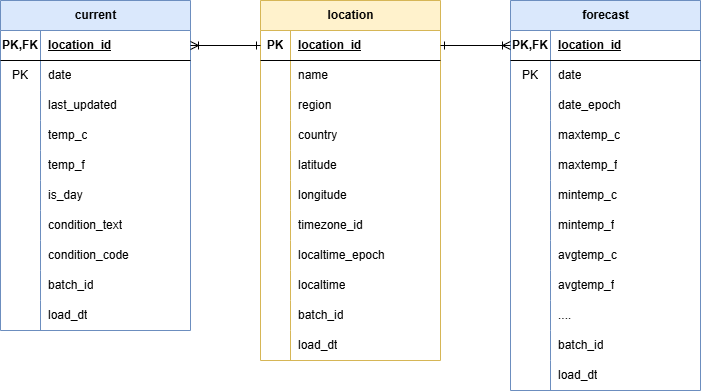 current
PK,FK location_id
PK date
last_updated
temp_c
temp_f
is_day
condition_text
condition_code
batch_id
load_dt
location
PK location_id
name
region
country
latitude
longitude
timezone_id
localtime_epoch
localtime
batch_id
load_dt
forecast
PK,FK location_id
PK date
date_epoch
maxtemp_c
maxtemp_f
mintemp_c
mintemp_f
avgtemp_c
avgtemp_f
....
batch_id
load_dt